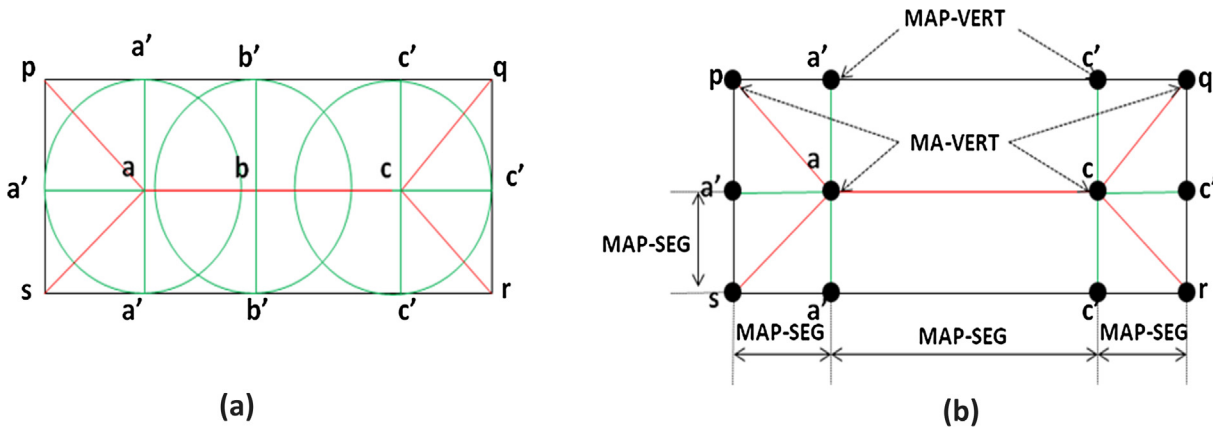 a’ b’ c’
p q
a b c
a’ c’
s r
a’ b’ c’
(a)
MAP-VERT
p a’ c’ q
MA-VERT
a c
a’ c’
MAP-SEG
s a’ c’ r
MAP-SEG MAP-SEG MAP-SEG
(b)